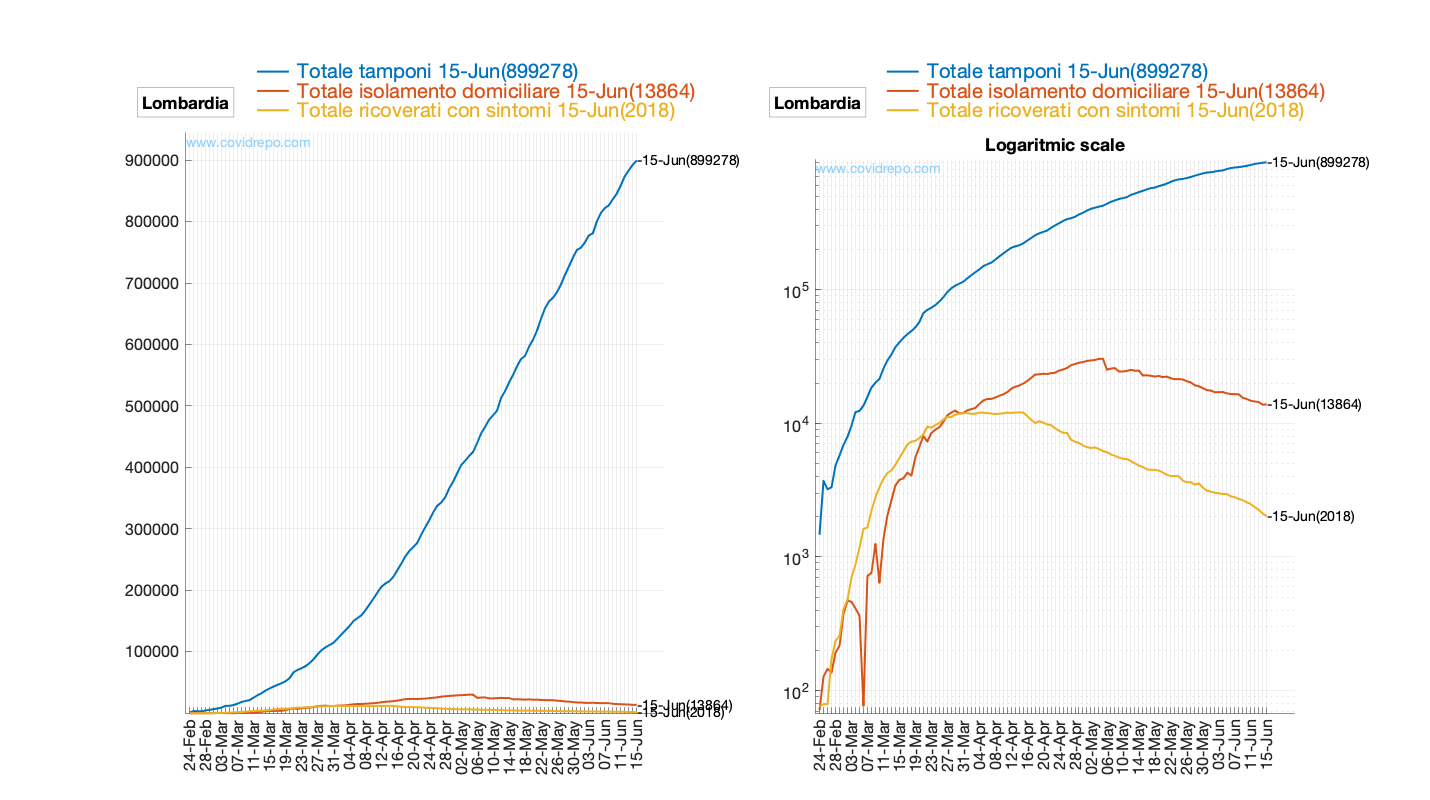 Totale tamponi 15-Jun(899278)
Totale isolamento domiciliare 15-Jun(13864)
Totale ricoverati con sintomi 15-Jun(2018)
Lombardia
www.covidrepo.com
900000
800000
700000
600000
500000
400000
300000
200000
100000
-15-Jun(899278)
-15-Jun(13864)
-15-Jun(2018)
24-Feb
28-Feb
03-Mar
07-Mar
11-Mar
15-Mar
19-Mar
23-Mar
27-Mar
31-Mar
04-Apr
08-Apr
12-Apr
16-Apr
20-Apr
24-Apr
28-Apr
02-May
06-May
10-May
14-May
18-May
22-May
26-May
30-May
03-Jun
07-Jun
11-Jun
15-Jun
Totale tamponi 15-Jun(899278)
Totale isolamento domiciliare 15-Jun(13864)
Totale ricoverati con sintomi 15-Jun(2018)
Lombardia
Logaritmic scale
www.covidrepo.com
10^5
10^4
10^3
10^2
-15-Jun(899278)
-15-Jun(13864)
-15-Jun(2018)
24-Feb
28-Feb
03-Mar
07-Mar
11-Mar
15-Mar
19-Mar
23-Mar
27-Mar
31-Mar
04-Apr
08-Apr
12-Apr
16-Apr
20-Apr
24-Apr
28-Apr
02-May
06-May
10-May
14-May
18-May
22-May
26-May
30-May
03-Jun
07-Jun
11-Jun
15-Jun